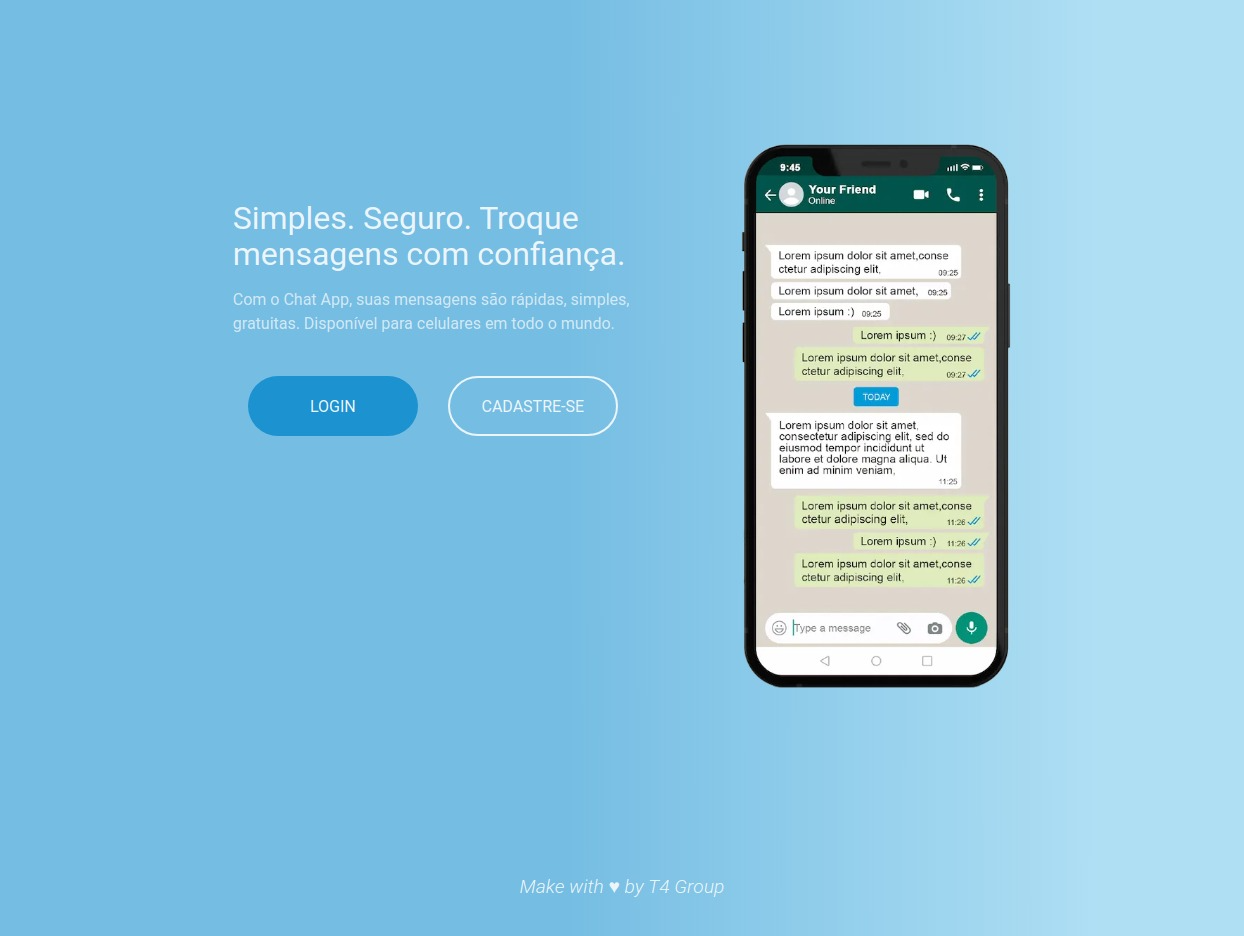 Simples. Seguro. Troque
mensagens com confiança.
Com o Chat App, suas mensagens são rápidas, simples,
gratuitas. Disponível para celulares em todo o mundo.
LOGIN
CADASTRE-SE
9:45
Your Friend
Online
Lorem ipsum dolor sit amet,conse
ctetur adipiscing elit,
09:25
Lorem ipsum dolor sit amet, 09:25
Lorem ipsum :) 09:25
Lorem ipsum :) 09:27
Lorem ipsum dolor sit amet,conse
ctetur adipiscing elit,
09:27
TODAY
Lorem ipsum dolor sit amet,
consectetur adipiscing elit, sed do
eiusmod tempor incididunt ut
labore et dolore magna aliqua. Ut
enim ad minim veniam,
11:25
Lorem ipsum dolor sit amet,conse
ctetur adipiscing elit,
11:26
Lorem ipsum :) 11:26
Lorem ipsum dolor sit amet,conse
ctetur adipiscing elit,
11:26
Type a message
Make with ♥ by T4 Group